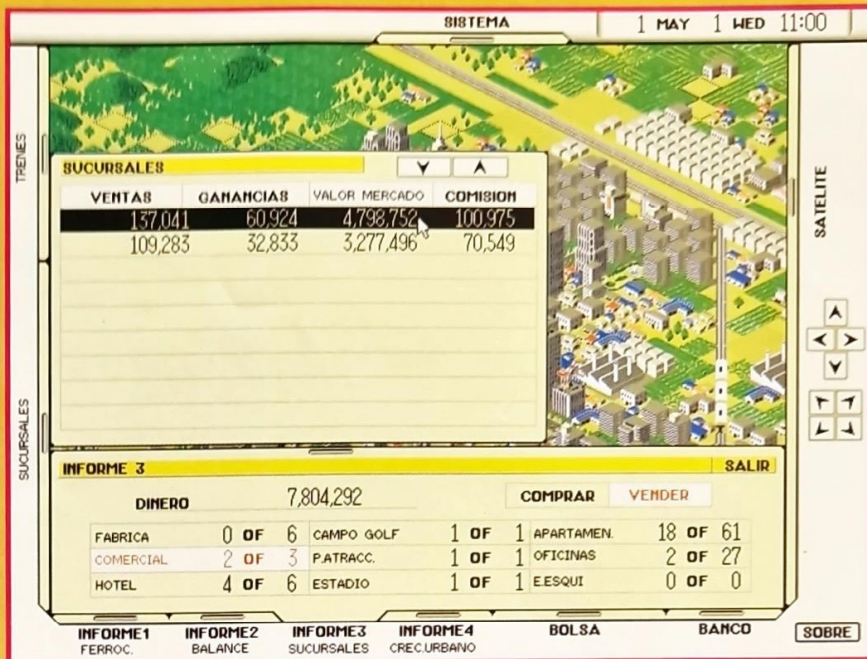 SISTEMA
1 MAY 1 WED 11:00
TRENES
SUCURSALES
SATELITE
SUCURSALES
VENTAS GANANCIAS VALOR MERCADO COMISION
137,041 60,924 4,798,752 100,975
109,283 32,833 3,277,496 70,549
INFORME 3 SALIR
DINERO 7,804,292 COMPRAR VENDER
FABRICA 0 OF 6 CAMPO GOLF 1 OF 1 APARTAMEN. 18 OF 61
COMERCIAL 2 OF 3 P.ATRACC. 1 OF 1 OFICINAS 2 OF 27
HOTEL 4 OF 6 ESTADIO 1 OF 1 E.ESQUI 0 OF 0
INFORME1 INFORME2 INFORME3 INFORME4 BOLSA BANCO SOBRE
FERROC. BALANCE SUCURSALES CREC.URBANO